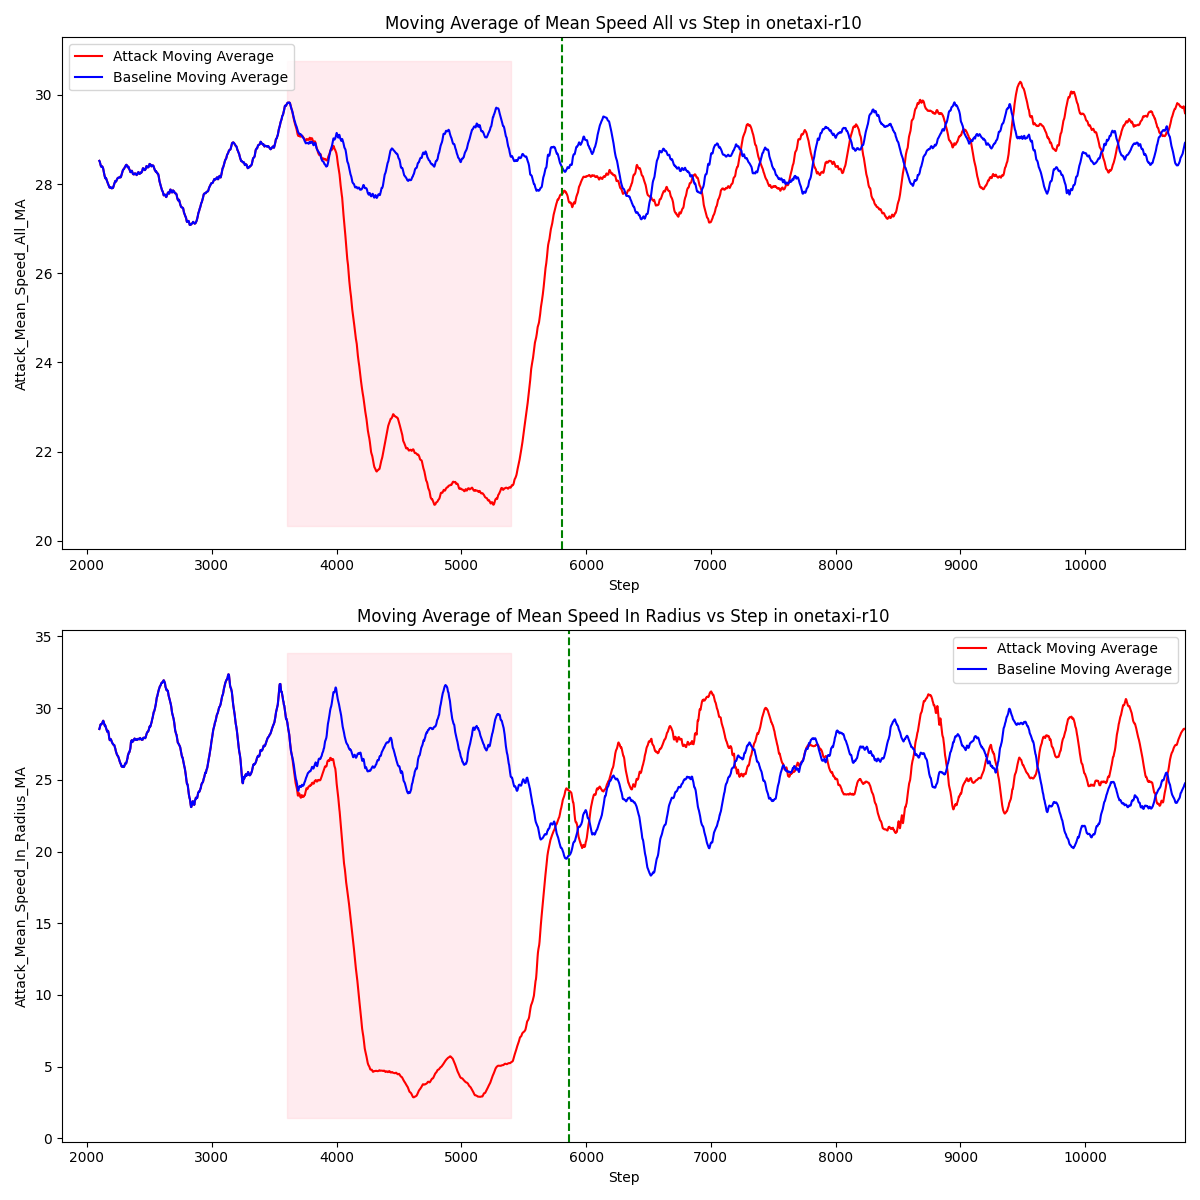 Moving Average of Mean Speed All vs Step in onetaxi-r10
Attack Moving Average
Baseline Moving Average
Attack_Mean_Speed_All_MA
30
28
26
24
22
20
2000 3000 4000 5000 6000 7000 8000 9000 10000
Step
Moving Average of Mean Speed In Radius vs Step in onetaxi-r10
Attack Moving Average
Baseline Moving Average
Attack_Mean_Speed_In_Radius_MA
35
30
25
20
15
10
5
0
2000 3000 4000 5000 6000 7000 8000 9000 10000
Step